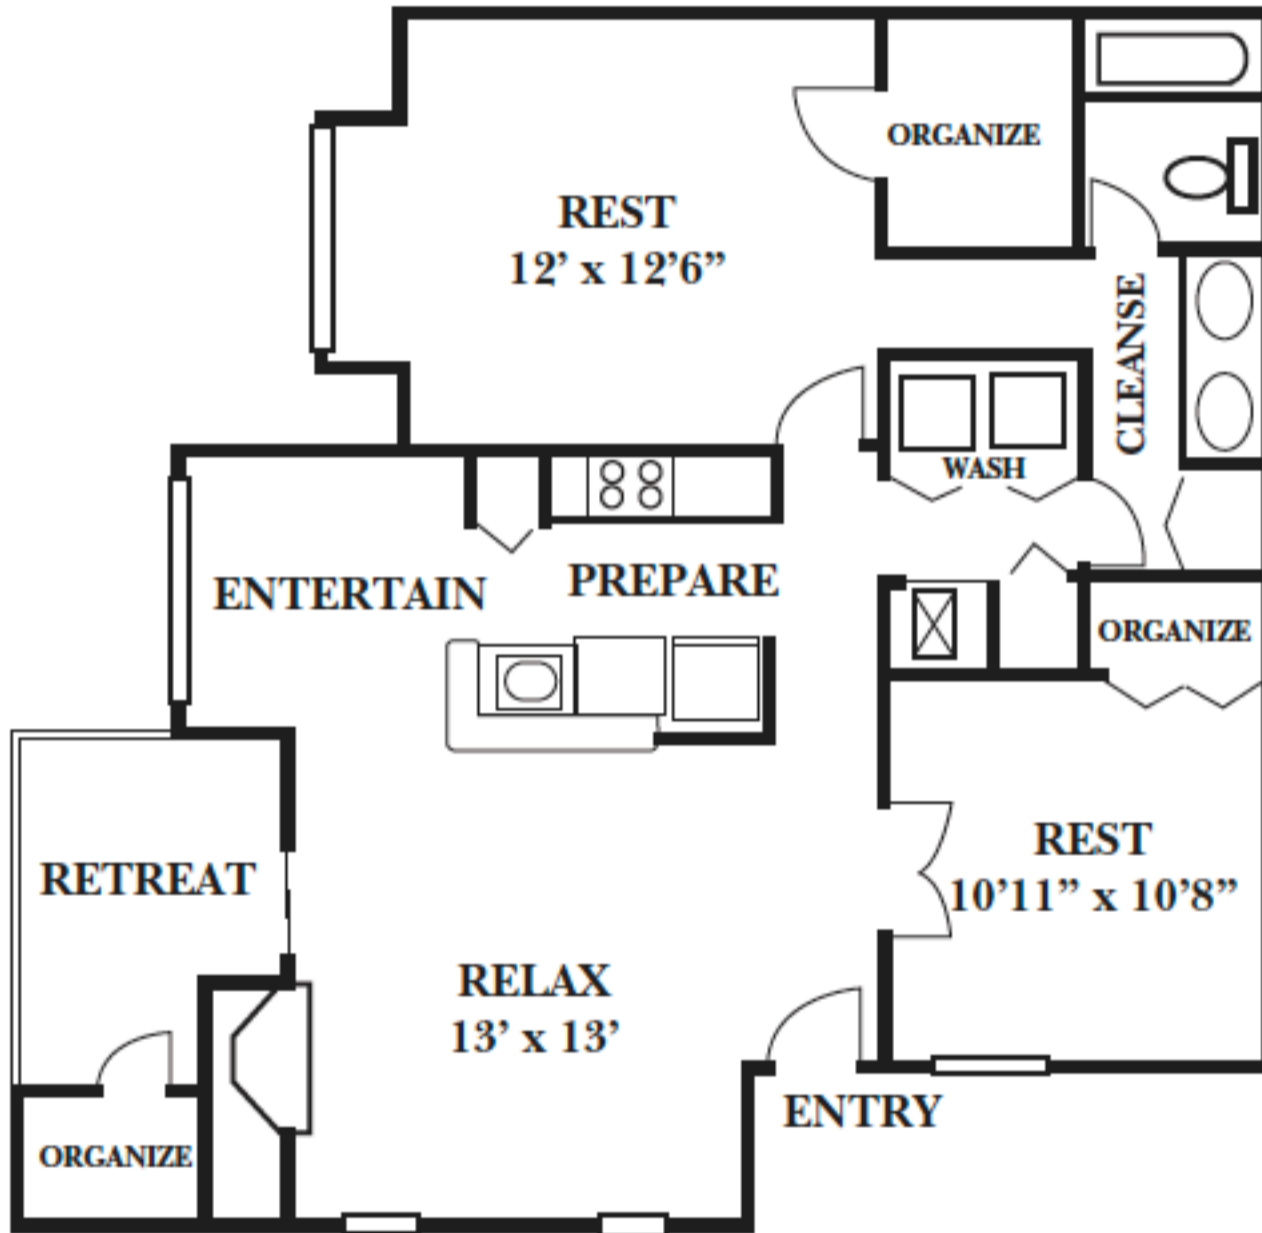 ORGANIZE
REST
12’ x 12’6”
CLEANSE
WASH
ENTERTAIN
PREPARE
ORGANIZE
RETREAT
REST
10’11” x 10’8”
RELAX
13’ x 13’
ENTRY
ORGANIZE